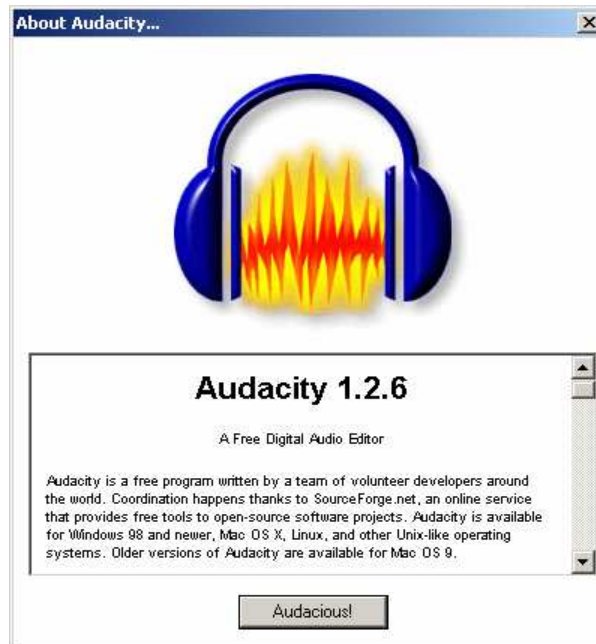 About Audacity...
Audacity 1.2.6
A Free Digital Audio Editor
Audacity is a free program written by a team of volunteer developers around
the world. Coordination happens thanks to SourceForge.net, an online service
that provides free tools to open-source software projects. Audacity is available
for Windows 98 and newer, Mac OS X, Linux, and other Unix-like operating
systems. Older versions of Audacity are available for Mac OS 9.
Audacious!